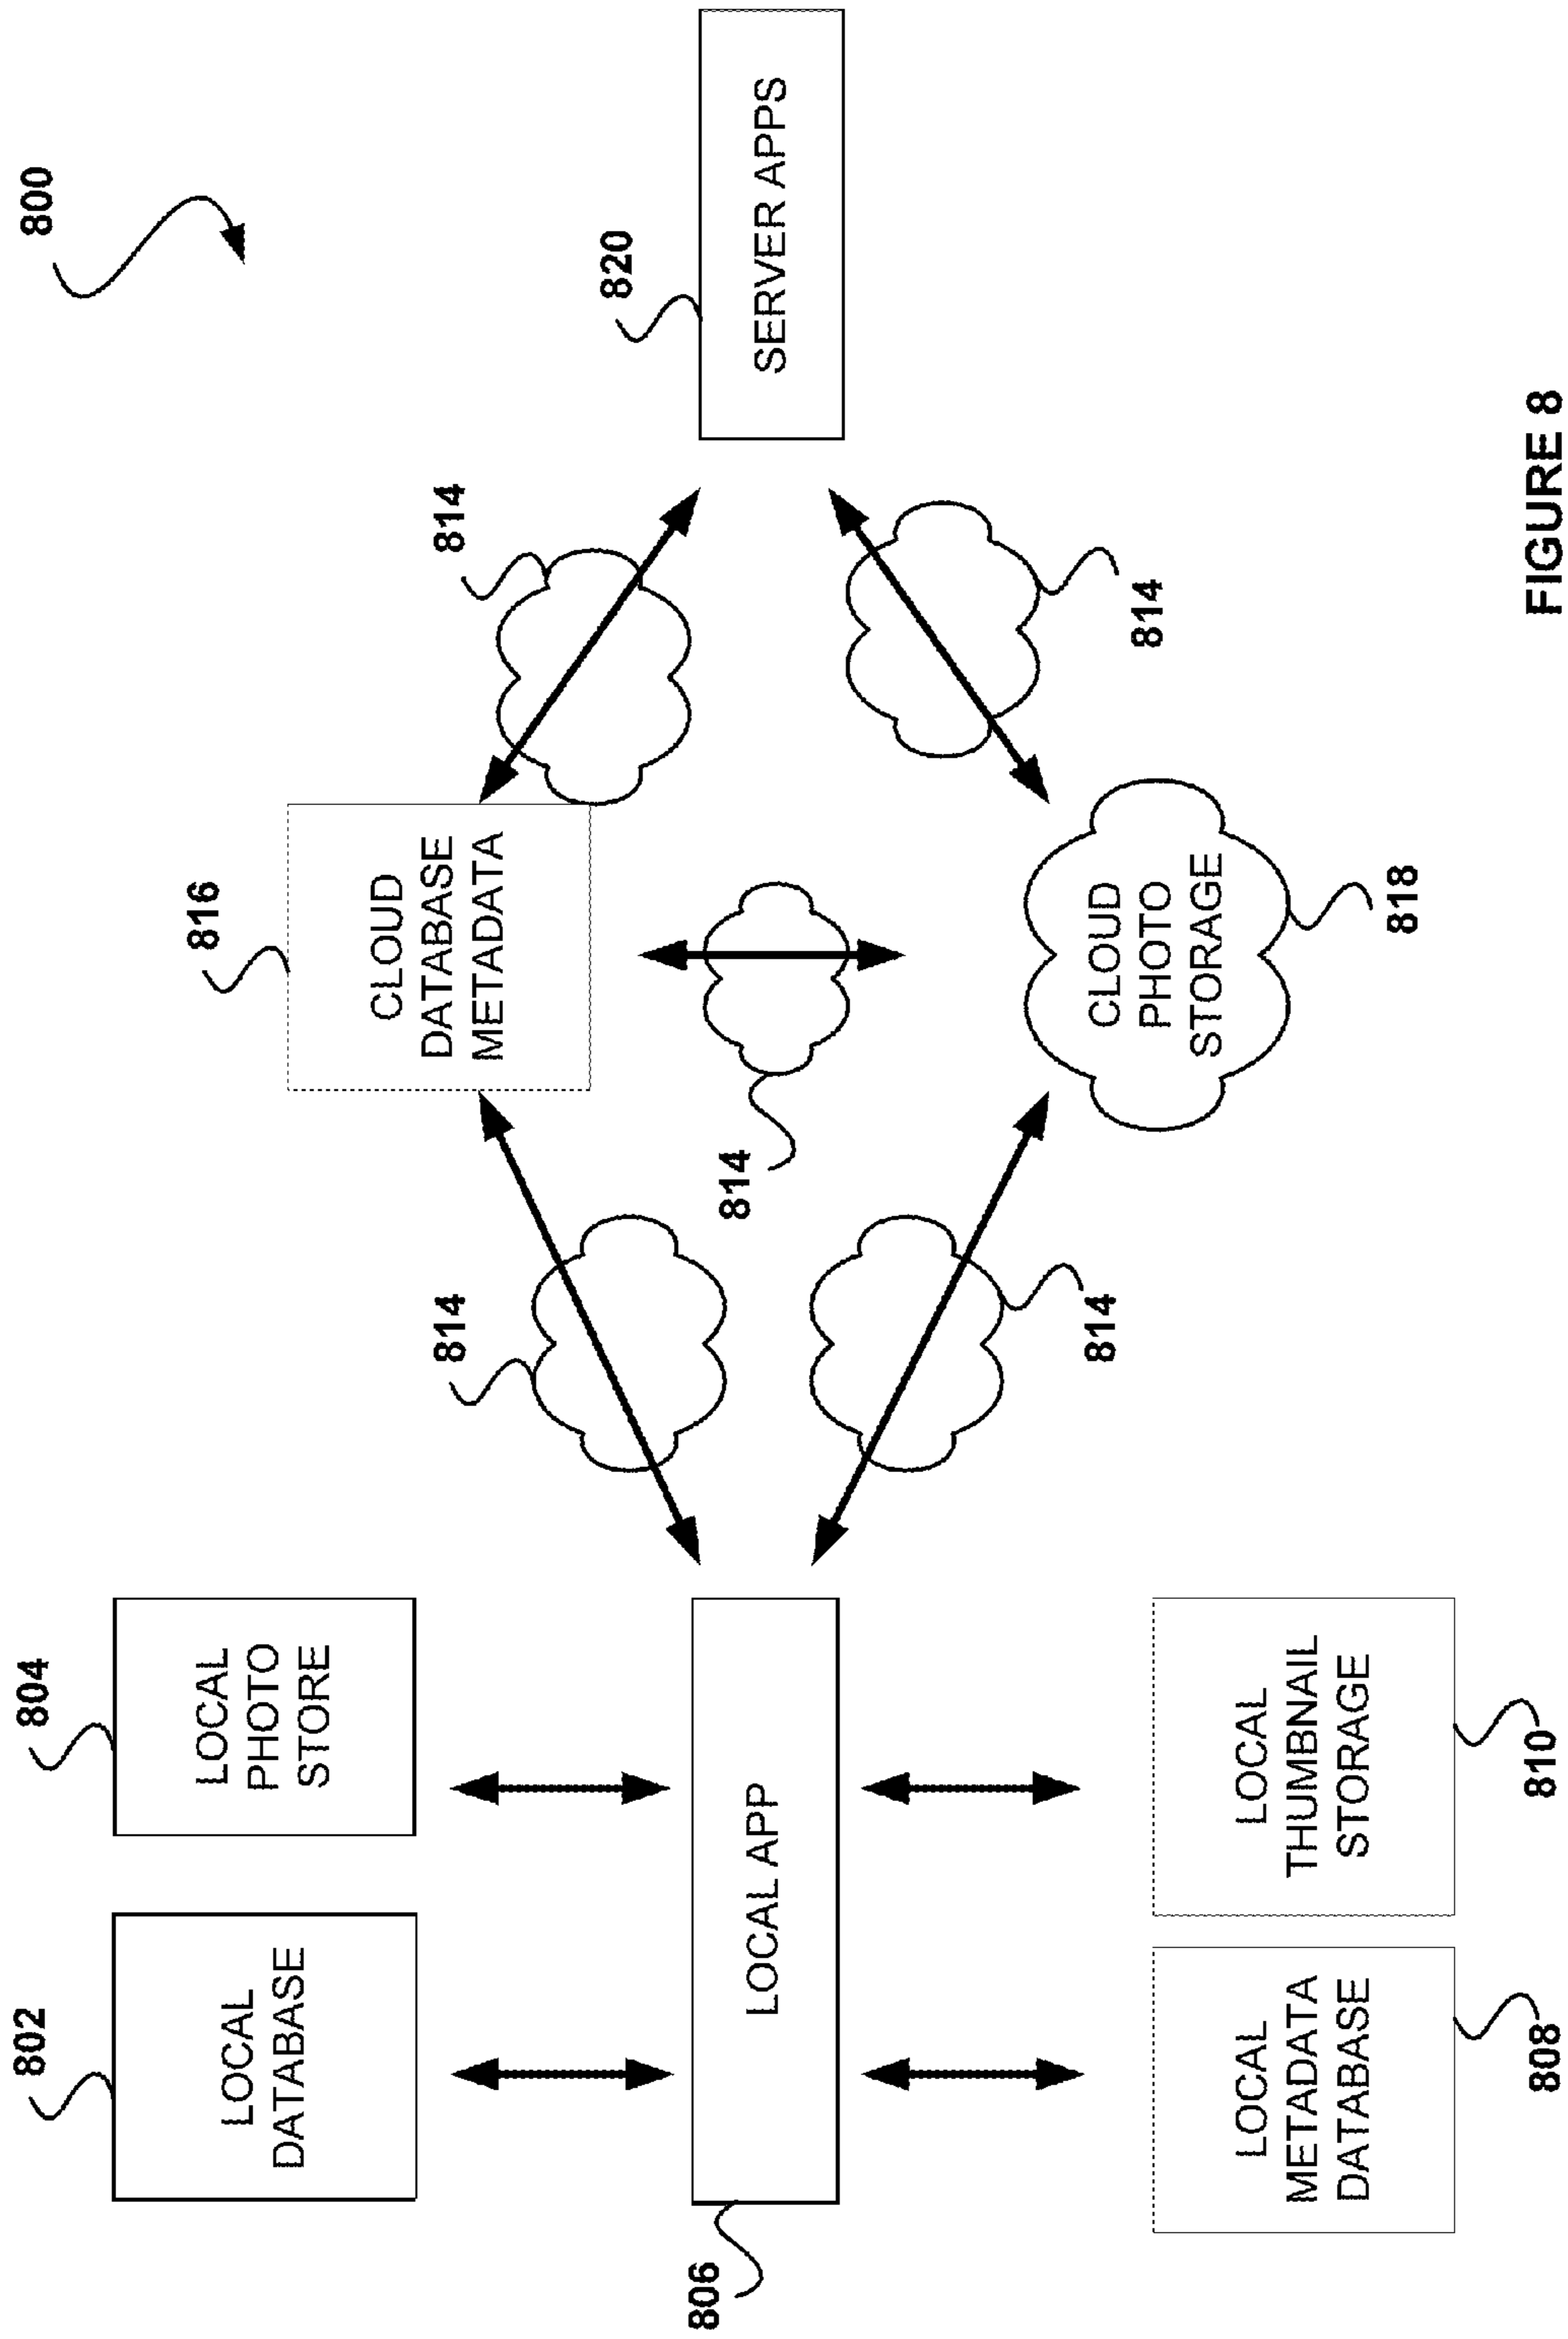 800
802
LOCAL
DATABASE
804
LOCAL
PHOTO
STORE
806
LOCAL APP
808
LOCAL
METADATA
DATABASE
810
LOCAL
THUMBNAIL
STORAGE
814
814
816
CLOUD
DATABASE
METADATA
814
CLOUD
PHOTO
STORAGE
818
814
814
820
SERVER APPS
FIGURE 8